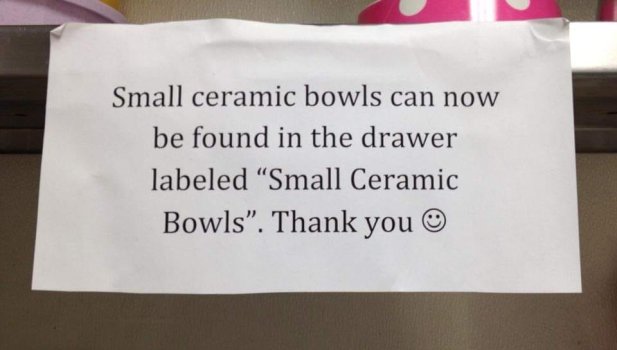 Small ceramic bowls can now
be found in the drawer
labeled “Small Ceramic
Bowls”. Thank you ☺